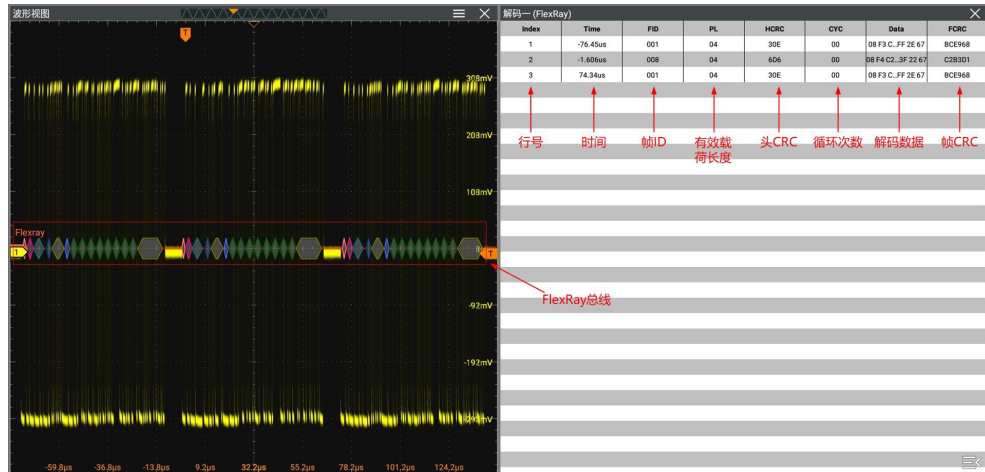 波形视图
T
308mV
208mV
108mV
Flexray
1
T
-92mV
-192mV
-59.8μs -36.8μs -13.8μs 9.2μs 32.2μs 55.2μs 78.2μs 101.2μs 124.2μs
解码一 (FlexRay)
Index Time FID PL HCRC CYC Data FCRC
1 -76.45us 001 04 30E 00 08 F3 C...FF 2E 67 BCE968
2 -1.606us 008 04 6D6 00 08 F4 C2...3F 22 67 C2B3D1
3 74.34us 001 04 30E 00 08 F3 C...FF 2E 67 BCE968
行号 时间 帧ID 有效载荷长度 头CRC 循环次数 解码数据 帧CRC
FlexRay总线